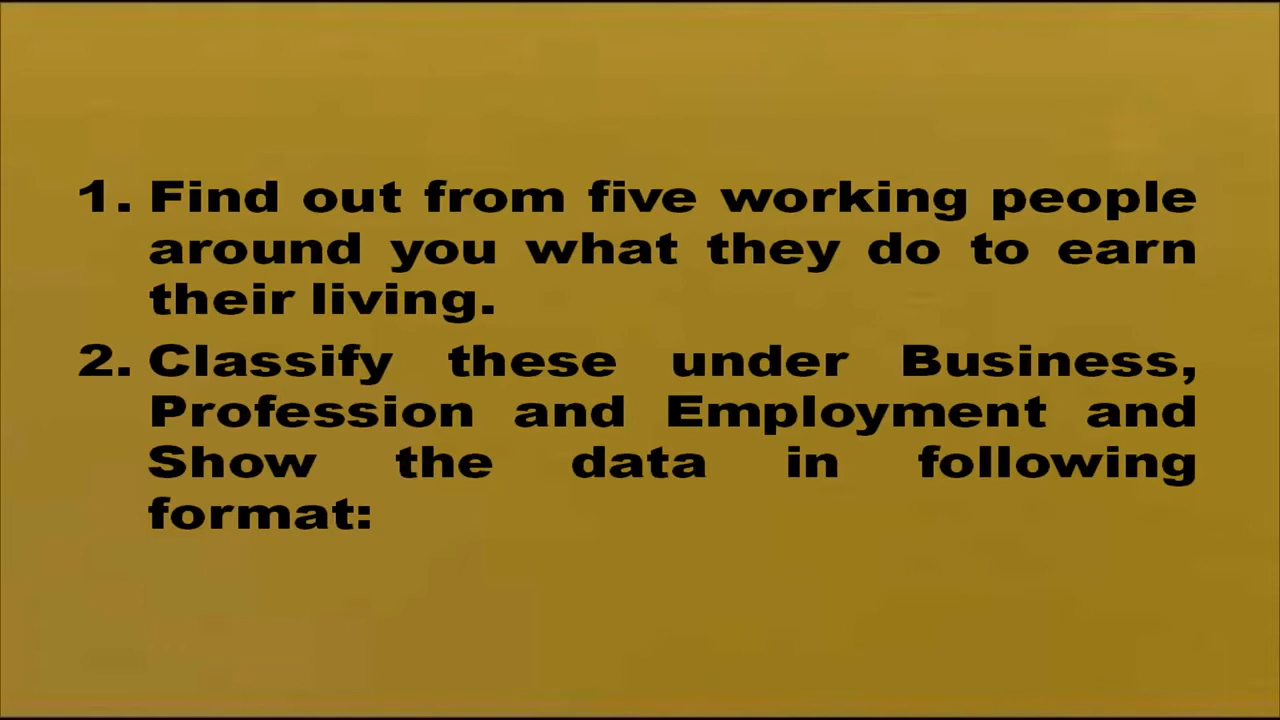 1. Find out from five working people
around you what they do to earn
their living.
2. Classify these under Business,
Profession and Employment and
Show the data in following
format: